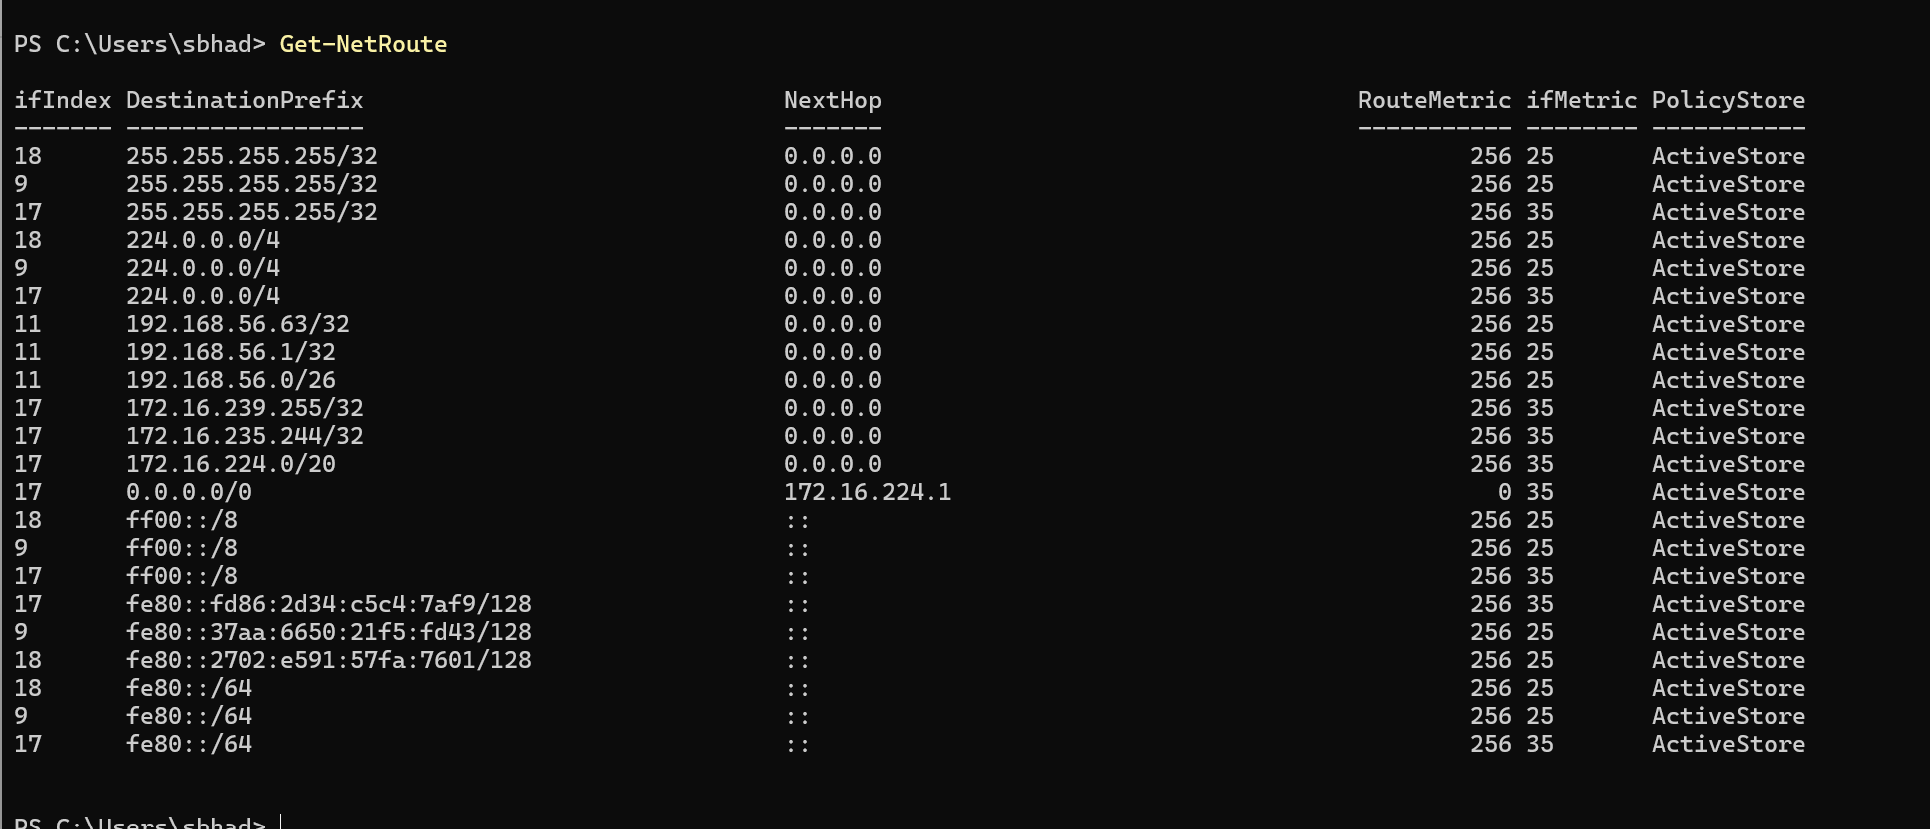 PS C:\Users\sbhad> Get-NetRoute
ifIndex DestinationPrefix NextHop RouteMetric ifMetric PolicyStore
------- ----------------- ------- ----------- -------- -----------
18 255.255.255.255/32 0.0.0.0 256 25 ActiveStore
9 255.255.255.255/32 0.0.0.0 256 25 ActiveStore
17 255.255.255.255/32 0.0.0.0 256 35 ActiveStore
18 224.0.0.0/4 0.0.0.0 256 25 ActiveStore
9 224.0.0.0/4 0.0.0.0 256 25 ActiveStore
17 224.0.0.0/4 0.0.0.0 256 35 ActiveStore
11 192.168.56.63/32 0.0.0.0 256 25 ActiveStore
11 192.168.56.1/32 0.0.0.0 256 25 ActiveStore
11 192.168.56.0/26 0.0.0.0 256 25 ActiveStore
17 172.16.239.255/32 0.0.0.0 256 35 ActiveStore
17 172.16.235.244/32 0.0.0.0 256 35 ActiveStore
17 172.16.224.0/20 0.0.0.0 256 35 ActiveStore
17 0.0.0.0/0 172.16.224.1 0 35 ActiveStore
18 ff00::/8 :: 256 25 ActiveStore
9 ff00::/8 :: 256 25 ActiveStore
17 ff00::/8 :: 256 35 ActiveStore
17 fe80::fd86:2d34:c5c4:7af9/128 :: 256 35 ActiveStore
9 fe80::37aa:6650:21f5:fd43/128 :: 256 25 ActiveStore
18 fe80::2702:e591:57fa:7601/128 :: 256 25 ActiveStore
18 fe80::/64 :: 256 25 ActiveStore
9 fe80::/64 :: 256 25 ActiveStore
17 fe80::/64 :: 256 35 ActiveStore
PS C:\Users\sbhad>